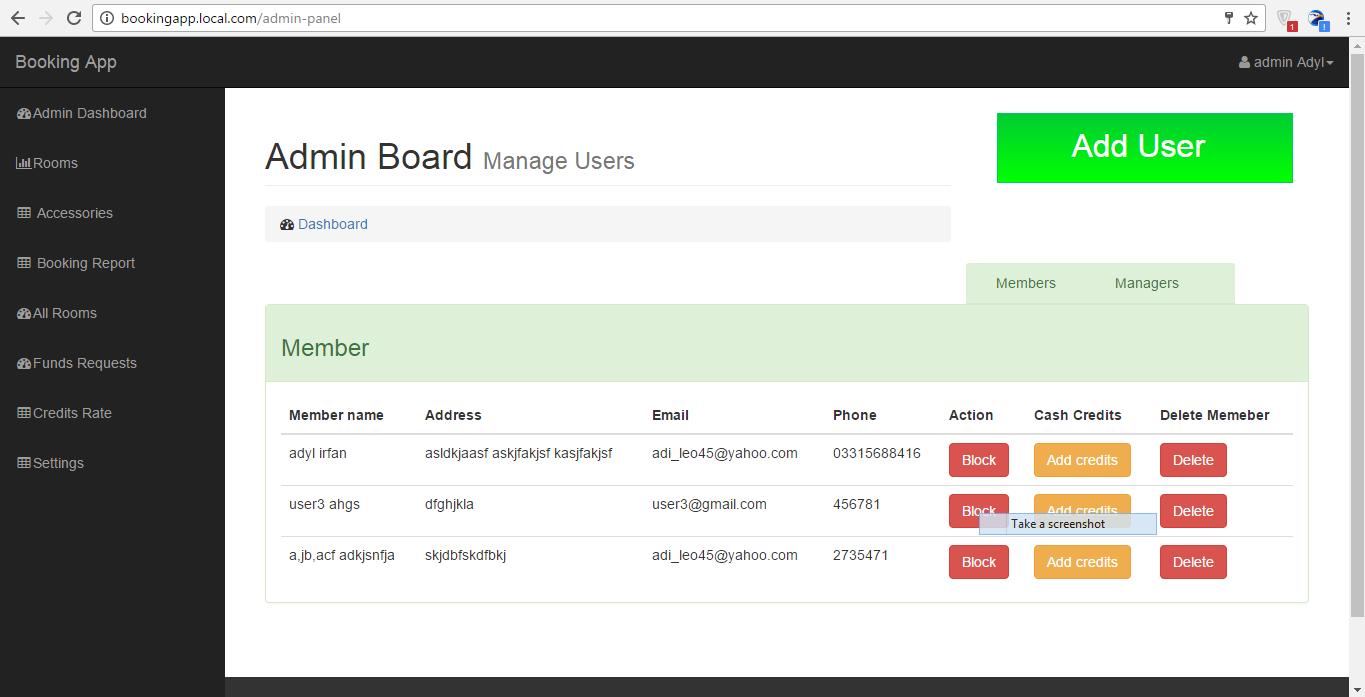 bookingapp.local.com/admin-panel
1
1
Booking App
admin Adyl
Admin Dashboard
Rooms
Accessories
Booking Report
All Rooms
Funds Requests
Credits Rate
Settings
Admin Board Manage Users
Add User
Dashboard
Members Managers
Member
Member name Address Email Phone Action Cash Credits Delete Memeber
adyl irfan asldkjaasf askjfakjsf kasjfakjsf adi_leo45@yahoo.com 03315688416 Block Add credits Delete
user3 ahgs dfghjkla user3@gmail.com 456781 Block Add credits Delete
Take a screenshot
a,jb,acf adkjsnfja skjdbfskdfbkj adi_leo45@yahoo.com 2735471 Block Add credits Delete